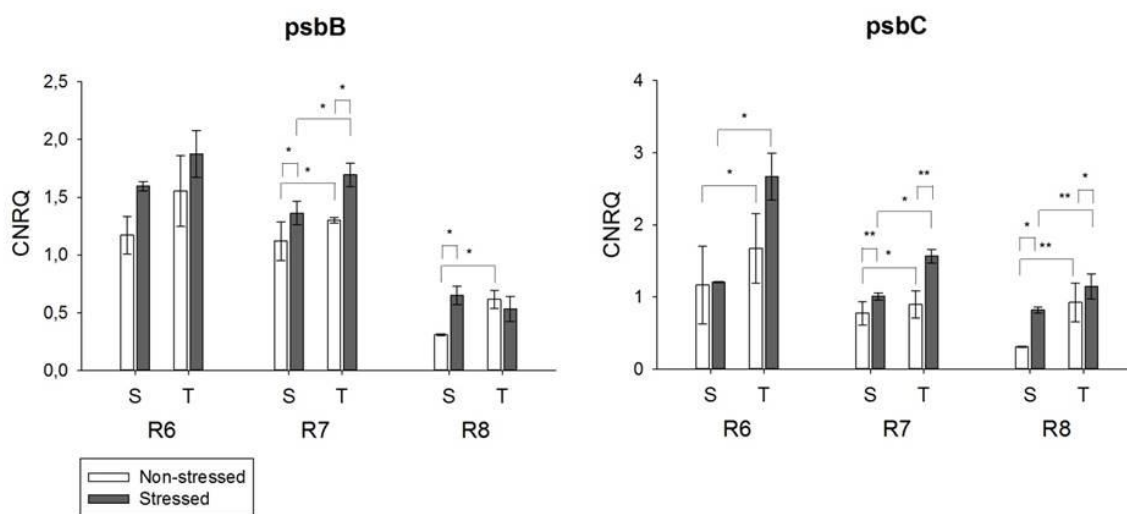 psbB
CNRQ
2,5
2,0
1,5
1,0
0,5
0,0
*
*
*
*
*
*
S T S T S T
R6 R7 R8
Non-stressed
Stressed
psbC
CNRQ
4
3
2
1
0
*
*
**
*
**
*
*
**
*
**
S T S T S T
R6 R7 R8